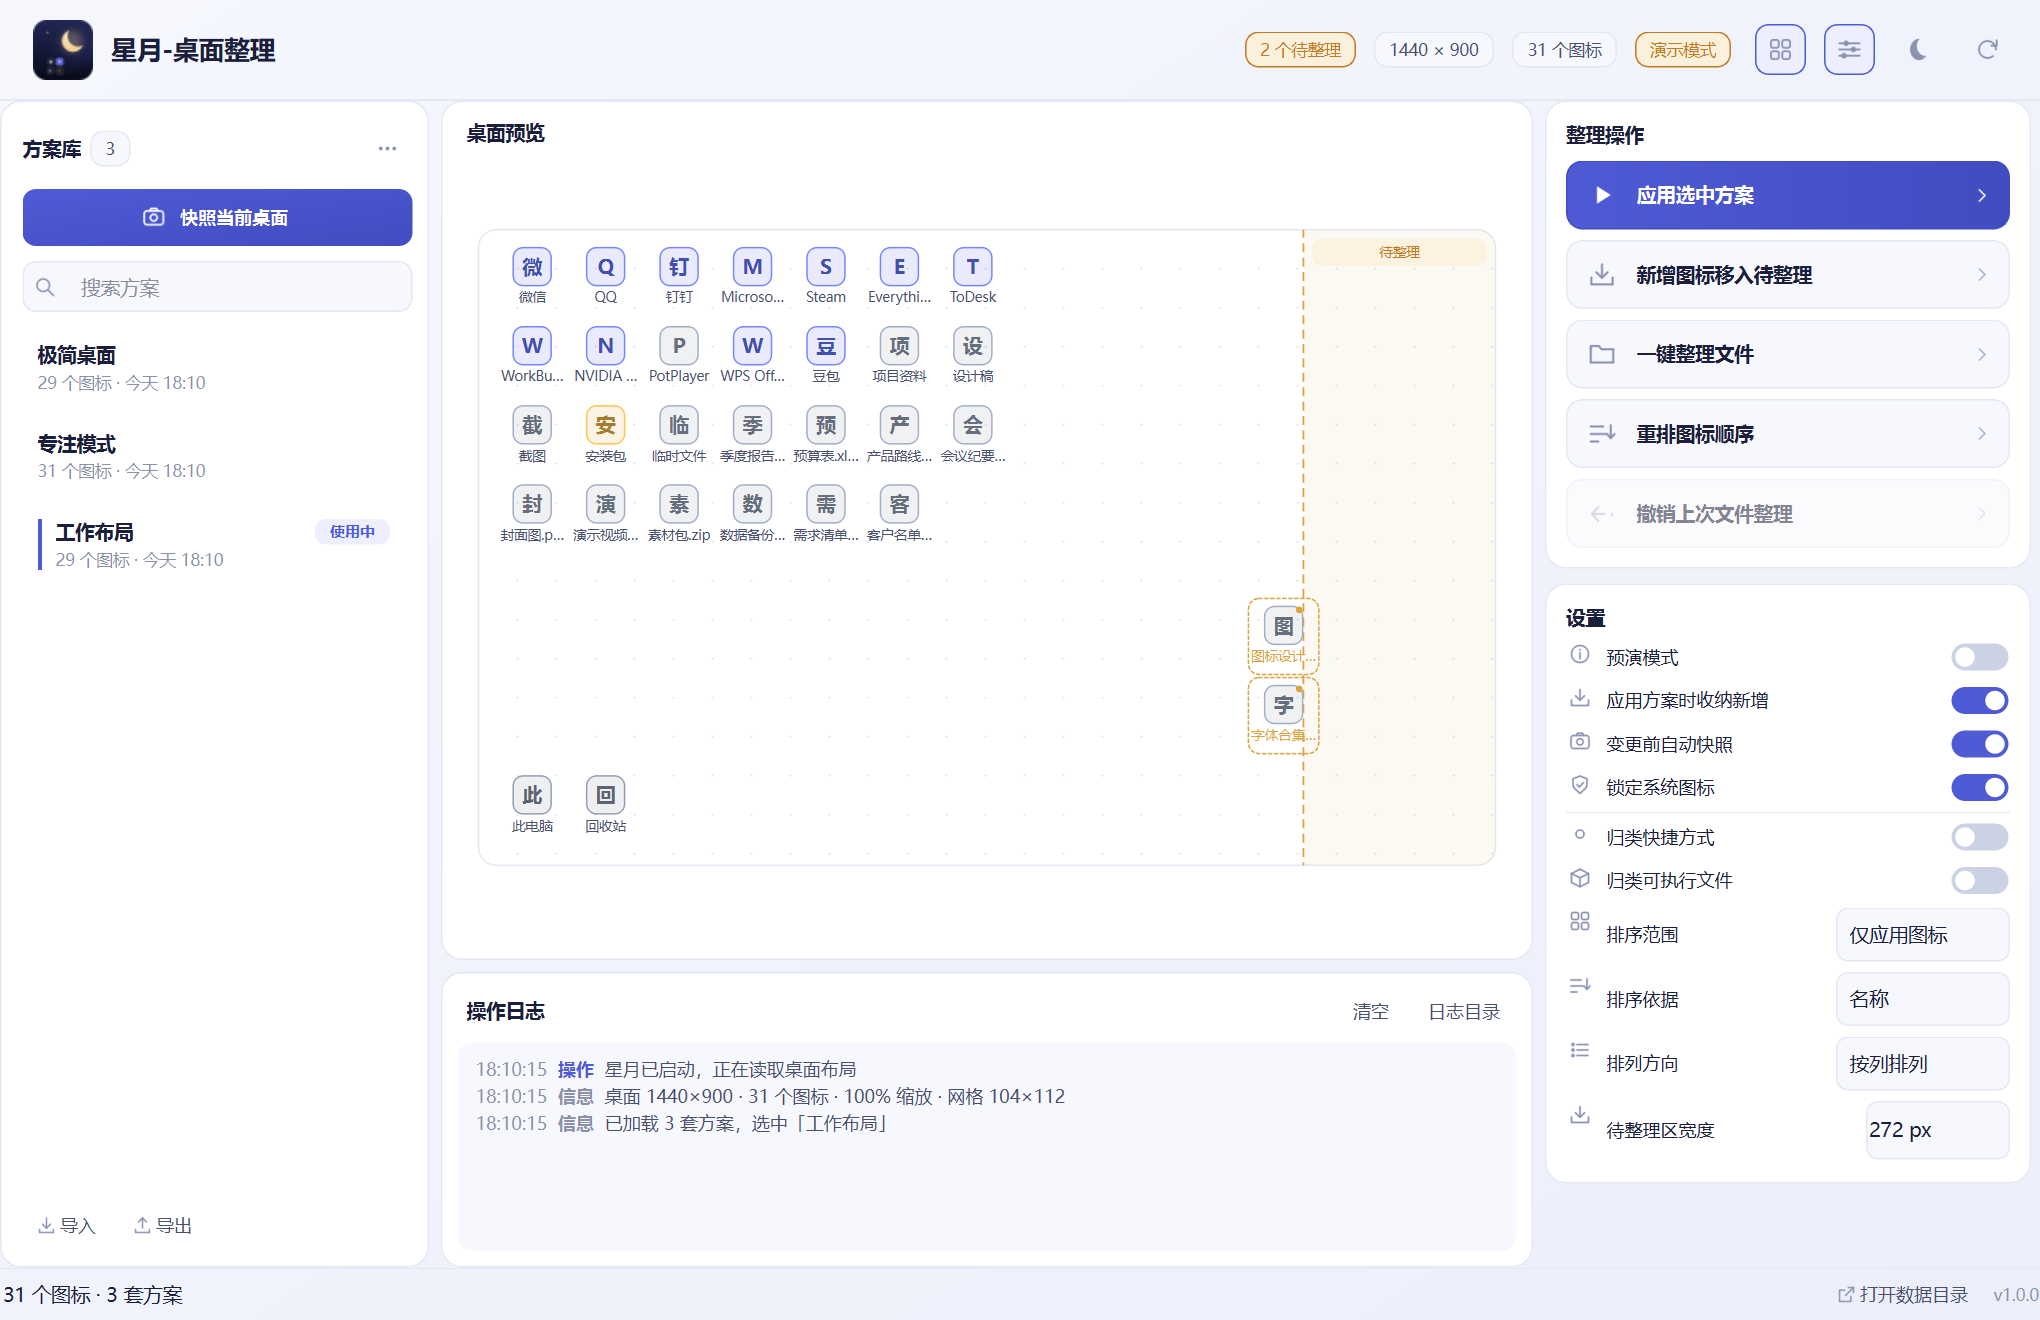 星月-桌面整理
2 个待整理
1440 × 900
31 个图标
演示模式
方案库 3
快照当前桌面
搜索方案
极简桌面
29 个图标 · 今天 18:10
专注模式
31 个图标 · 今天 18:10
工作布局 使用中
29 个图标 · 今天 18:10
导入 导出
桌面预览
待整理
微 Q 钉 M S E T
微信 QQ 钉钉 Microso... Steam Everythi... ToDesk
W N P W 豆 项 设
WorkBu... NVIDIA ... PotPlayer WPS Off... 豆包 项目资料 设计稿
截 安 临 季 预 产 会
截图 安装包 临时文件 季度报告... 预算表.xl... 产品路线... 会议纪要...
封 演 素 数 需 客
封面图.p... 演示视频... 素材包.zip 数据备份... 需求清单... 客户名单...
图
图标设计...
字
字体合集...
此 回
此电脑 回收站
操作日志 清空 日志目录
18:10:15 操作 星月已启动，正在读取桌面布局
18:10:15 信息 桌面 1440×900 · 31 个图标 · 100% 缩放 · 网格 104×112
18:10:15 信息 已加载 3 套方案，选中「工作布局」
整理操作
应用选中方案
新增图标移入待整理
一键整理文件
重排图标顺序
撤销上次文件整理
设置
预演模式
应用方案时收纳新增
变更前自动快照
锁定系统图标
归类快捷方式
归类可执行文件
排序范围 仅应用图标
排序依据 名称
排列方向 按列排列
待整理区宽度 272 px
31 个图标 · 3 套方案
打开数据目录 v1.0.0